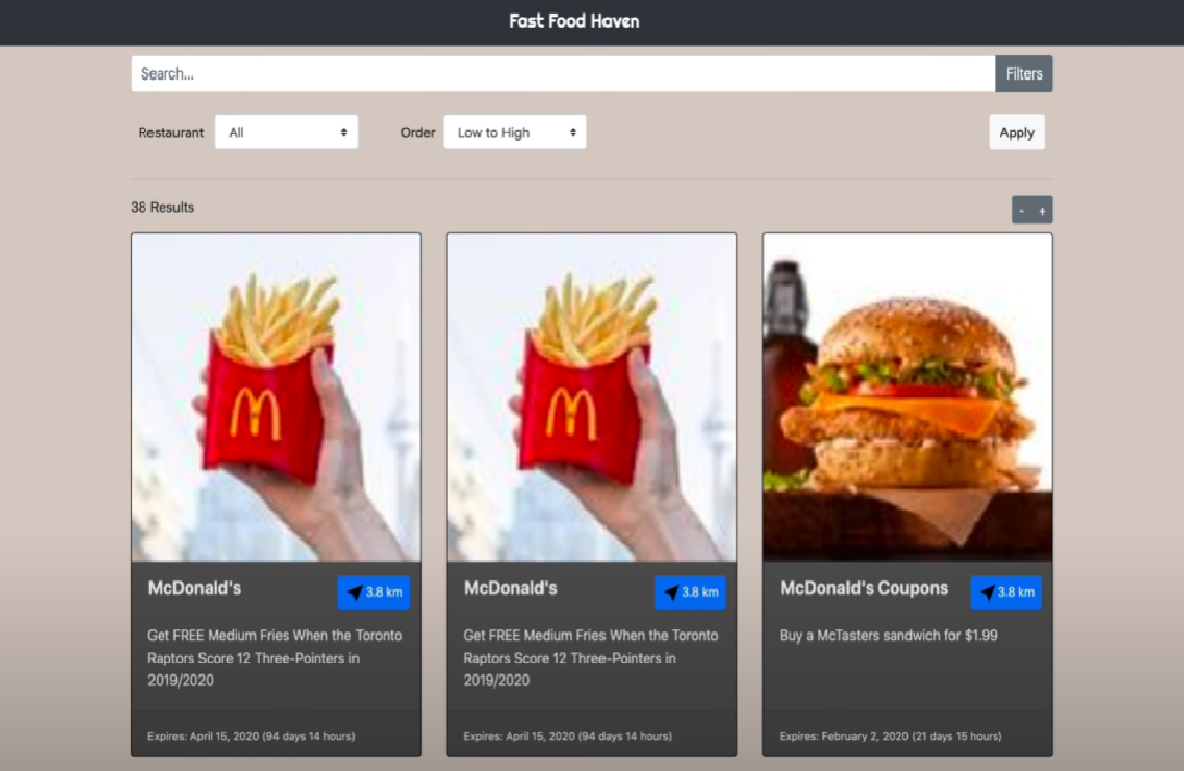 Fast Food Haven
Search...
Filters
Restaurant
All
Order
Low to High
Apply
38 Results
- +
McDonald's
3.8 km
Get FREE Medium Fries When the Toronto
Raptors Score 12 Three-Pointers in
2019/2020
Expires: April 15, 2020 (94 days 14 hours)
McDonald's
3.8 km
Get FREE Medium Fries When the Toronto
Raptors Score 12 Three-Pointers in
2019/2020
Expires: April 15, 2020 (94 days 14 hours)
McDonald's Coupons
3.8 km
Buy a McTasters sandwich for $1.99
Expires: February 2, 2020 (21 days 15 hours)